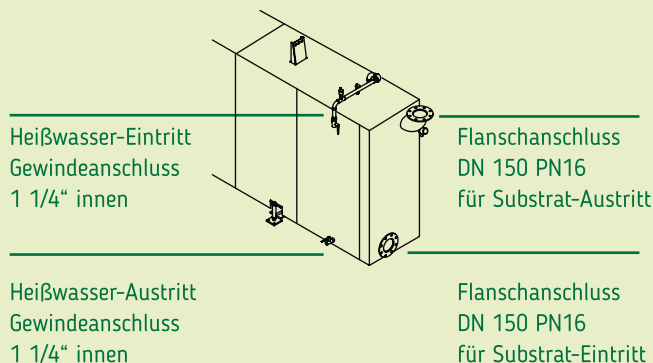 Heißwasser-Eintritt
Gewindeanschluss
1 1/4“ innen
Flanschanschluss
DN 150 PN16
für Substrat-Austritt
Heißwasser-Austritt
Gewindeanschluss
1 1/4“ innen
Flanschanschluss
DN 150 PN16
für Substrat-Eintritt